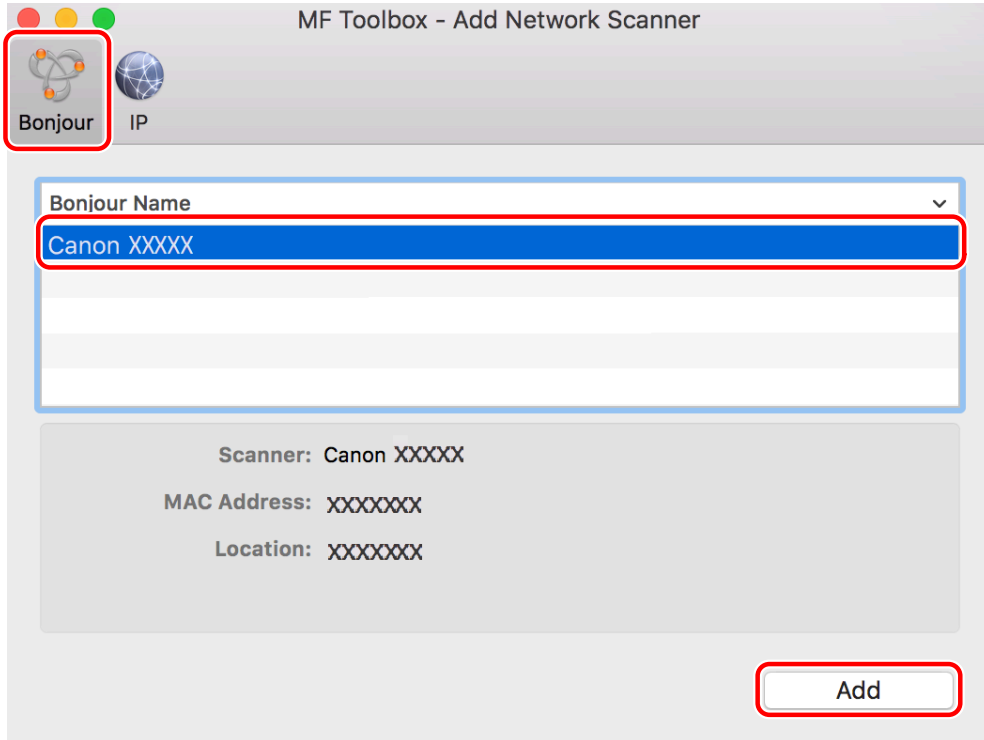 MF Toolbox - Add Network Scanner
Bonjour IP
Bonjour Name
Canon XXXXX
Scanner: Canon XXXXX
MAC Address: XXXXXXX
Location: XXXXXXX
Add